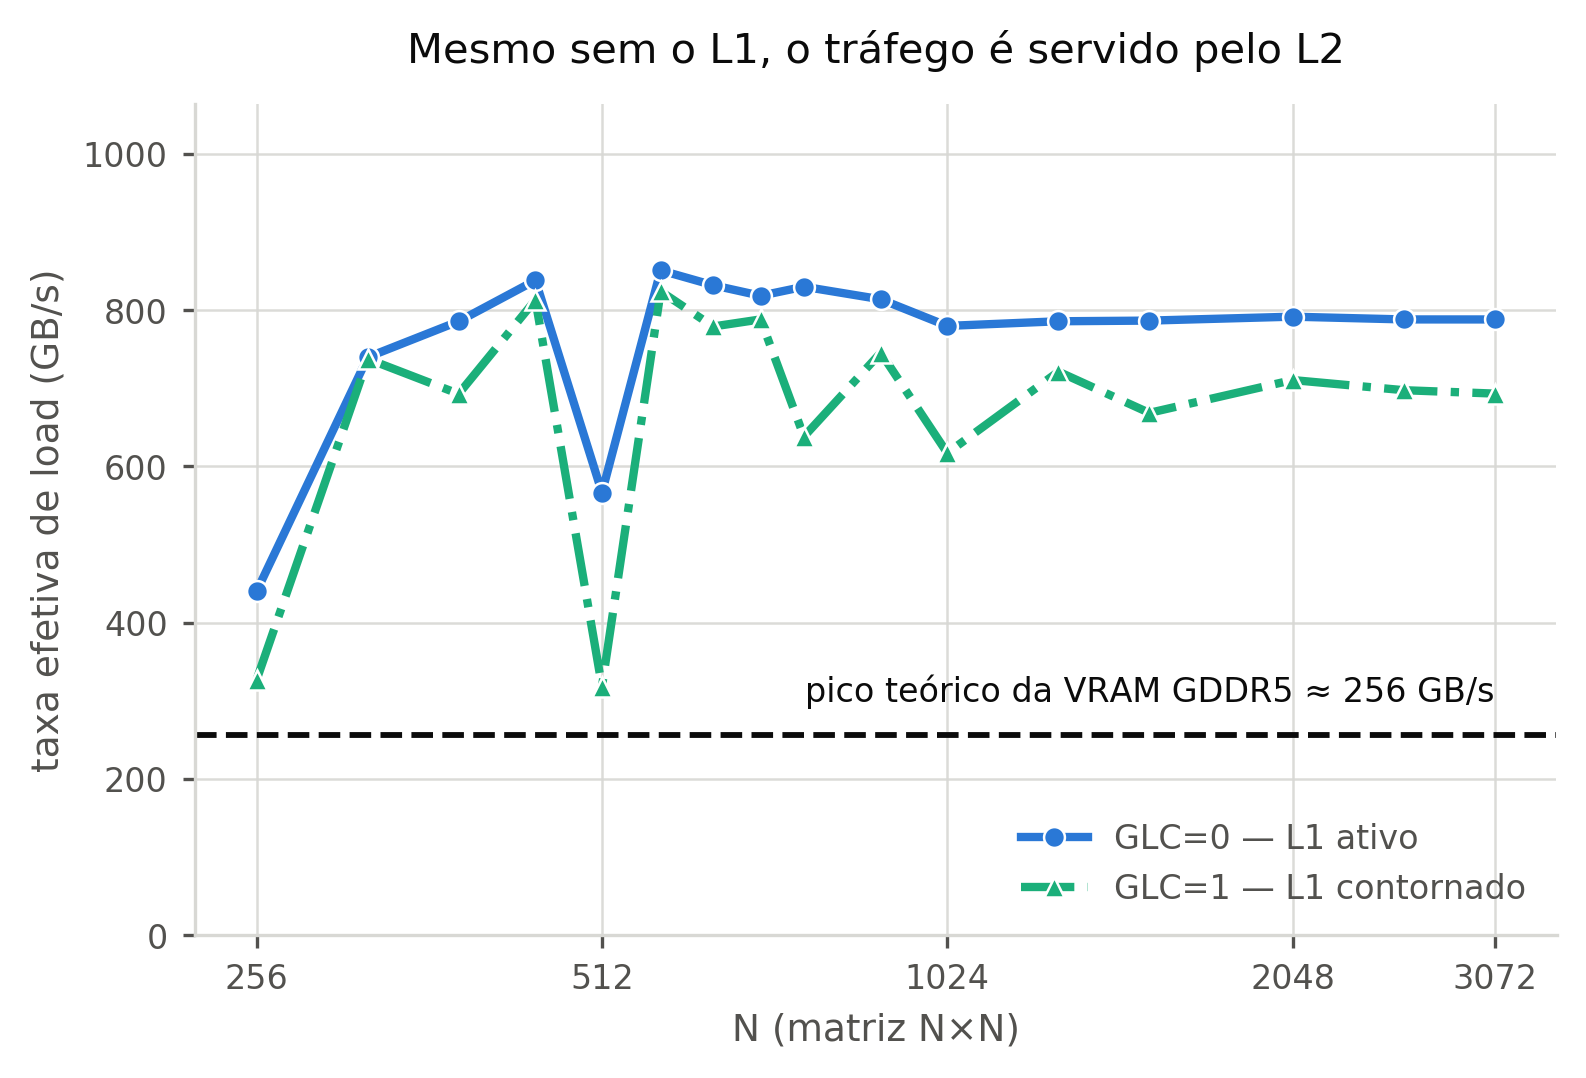 Mesmo sem o L1, o tráfego é servido pelo L2
taxa efetiva de load (GB/s)
1000
800
600
400
200
0
pico teórico da VRAM GDDR5 ≈ 256 GB/s
GLC=0 — L1 ativo
GLC=1 — L1 contornado
256
512
1024
2048
3072
N (matriz N×N)